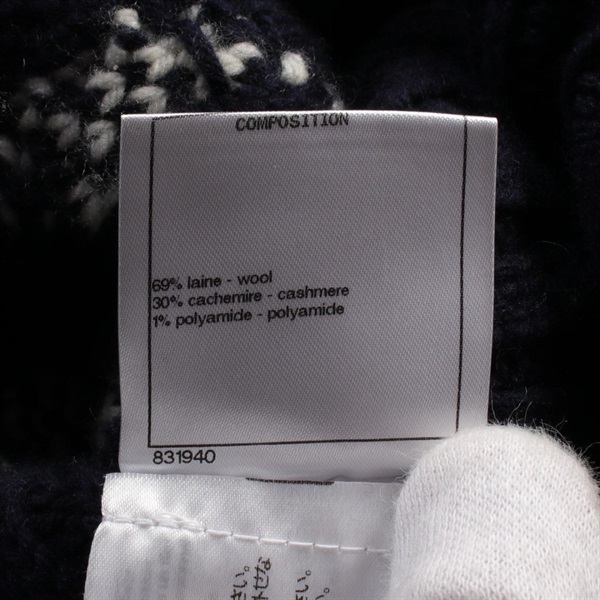 COMPOSITION
69% laine - wool
30% cachemire - cashmere
1% polyamide - polyamide
831940